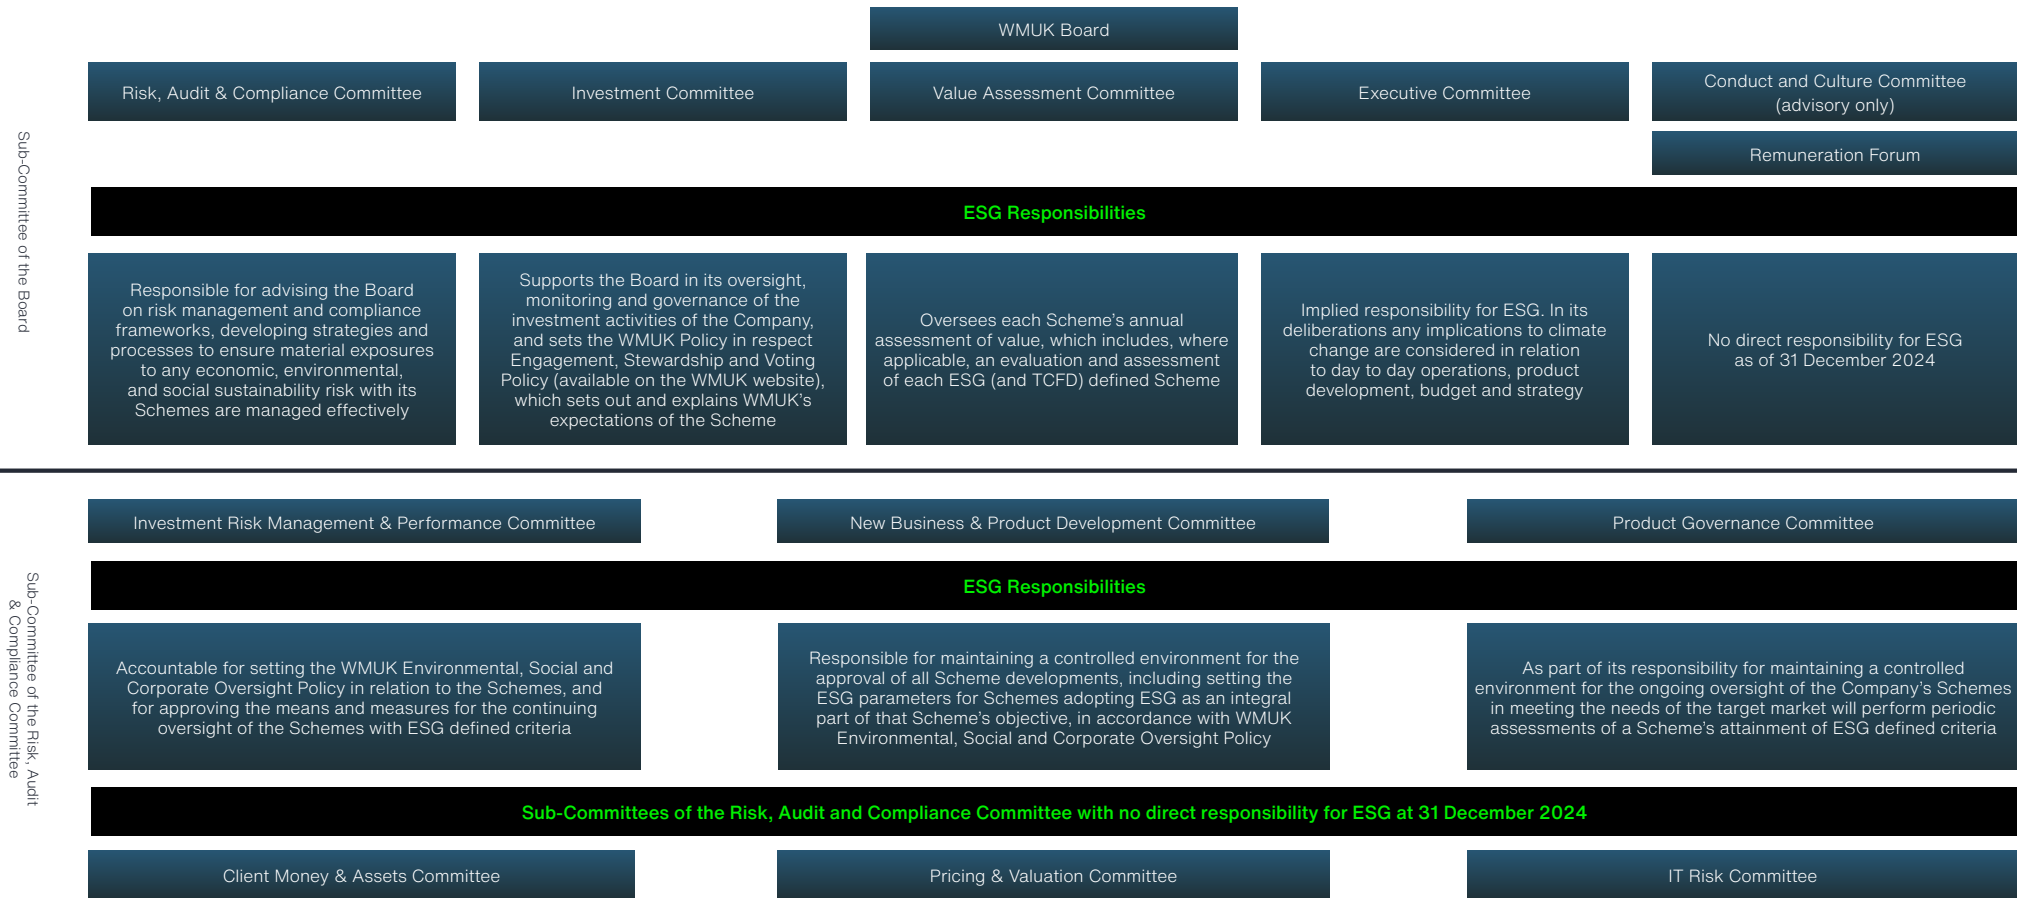 WMUK Board
Risk, Audit & Compliance Committee
Investment Committee
Value Assessment Committee
Executive Committee
Conduct and Culture Committee
(advisory only)
Remuneration Forum
Sub-Committee of the Board
ESG Responsibilities
Responsible for advising the Board
on risk management and compliance
frameworks, developing strategies and
processes to ensure material exposures
to any economic, environmental,
and social sustainability risk with its
Schemes are managed effectively
Supports the Board in its oversight,
monitoring and governance of the
investment activities of the Company,
and sets the WMUK Policy in respect
Engagement, Stewardship and Voting
Policy (available on the WMUK website),
which sets out and explains WMUK's
expectations of the Scheme
Oversees each Scheme's annual
assessment of value, which includes, where
applicable, an evaluation and assessment
of each ESG (and TCFD) defined Scheme
Implied responsibility for ESG. In its
deliberations any implications to climate
change are considered in relation
to day to day operations, product
development, budget and strategy
No direct responsibility for ESG
as of 31 December 2024
Investment Risk Management & Performance Committee
New Business & Product Development Committee
Product Governance Committee
Sub-Committee of the Risk, Audit
& Compliance Committee
ESG Responsibilities
Accountable for setting the WMUK Environmental, Social and
Corporate Oversight Policy in relation to the Schemes, and
for approving the means and measures for the continuing
oversight of the Schemes with ESG defined criteria
Responsible for maintaining a controlled environment for the
approval of all Scheme developments, including setting the
ESG parameters for Schemes adopting ESG as an integral
part of that Scheme's objective, in accordance with WMUK
Environmental, Social and Corporate Oversight Policy
As part of its responsibility for maintaining a controlled
environment for the ongoing oversight of the Company's Schemes
in meeting the needs of the target market will perform periodic
assessments of a Scheme's attainment of ESG defined criteria
Sub-Committees of the Risk, Audit and Compliance Committee with no direct responsibility for ESG at 31 December 2024
Client Money & Assets Committee
Pricing & Valuation Committee
IT Risk Committee